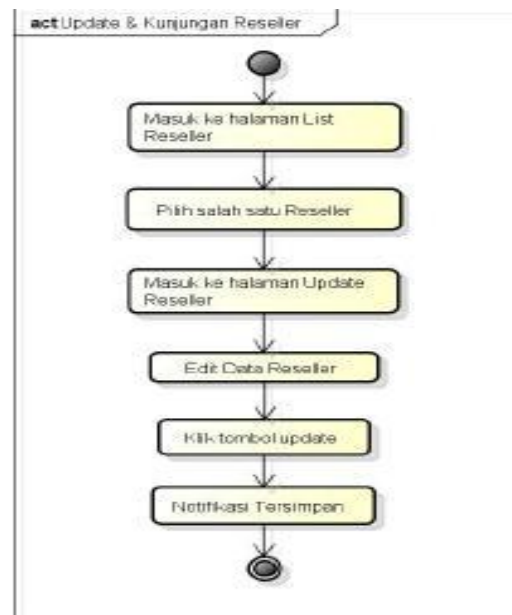 act Update & Kunjungan Reseller
Masuk ke halaman List
Reseller
Pilih salah satu Reseller
Masuk ke halaman Update
Reseller
Edit Data Reseller
Klik tombol update
Notifikasi Tersimpan